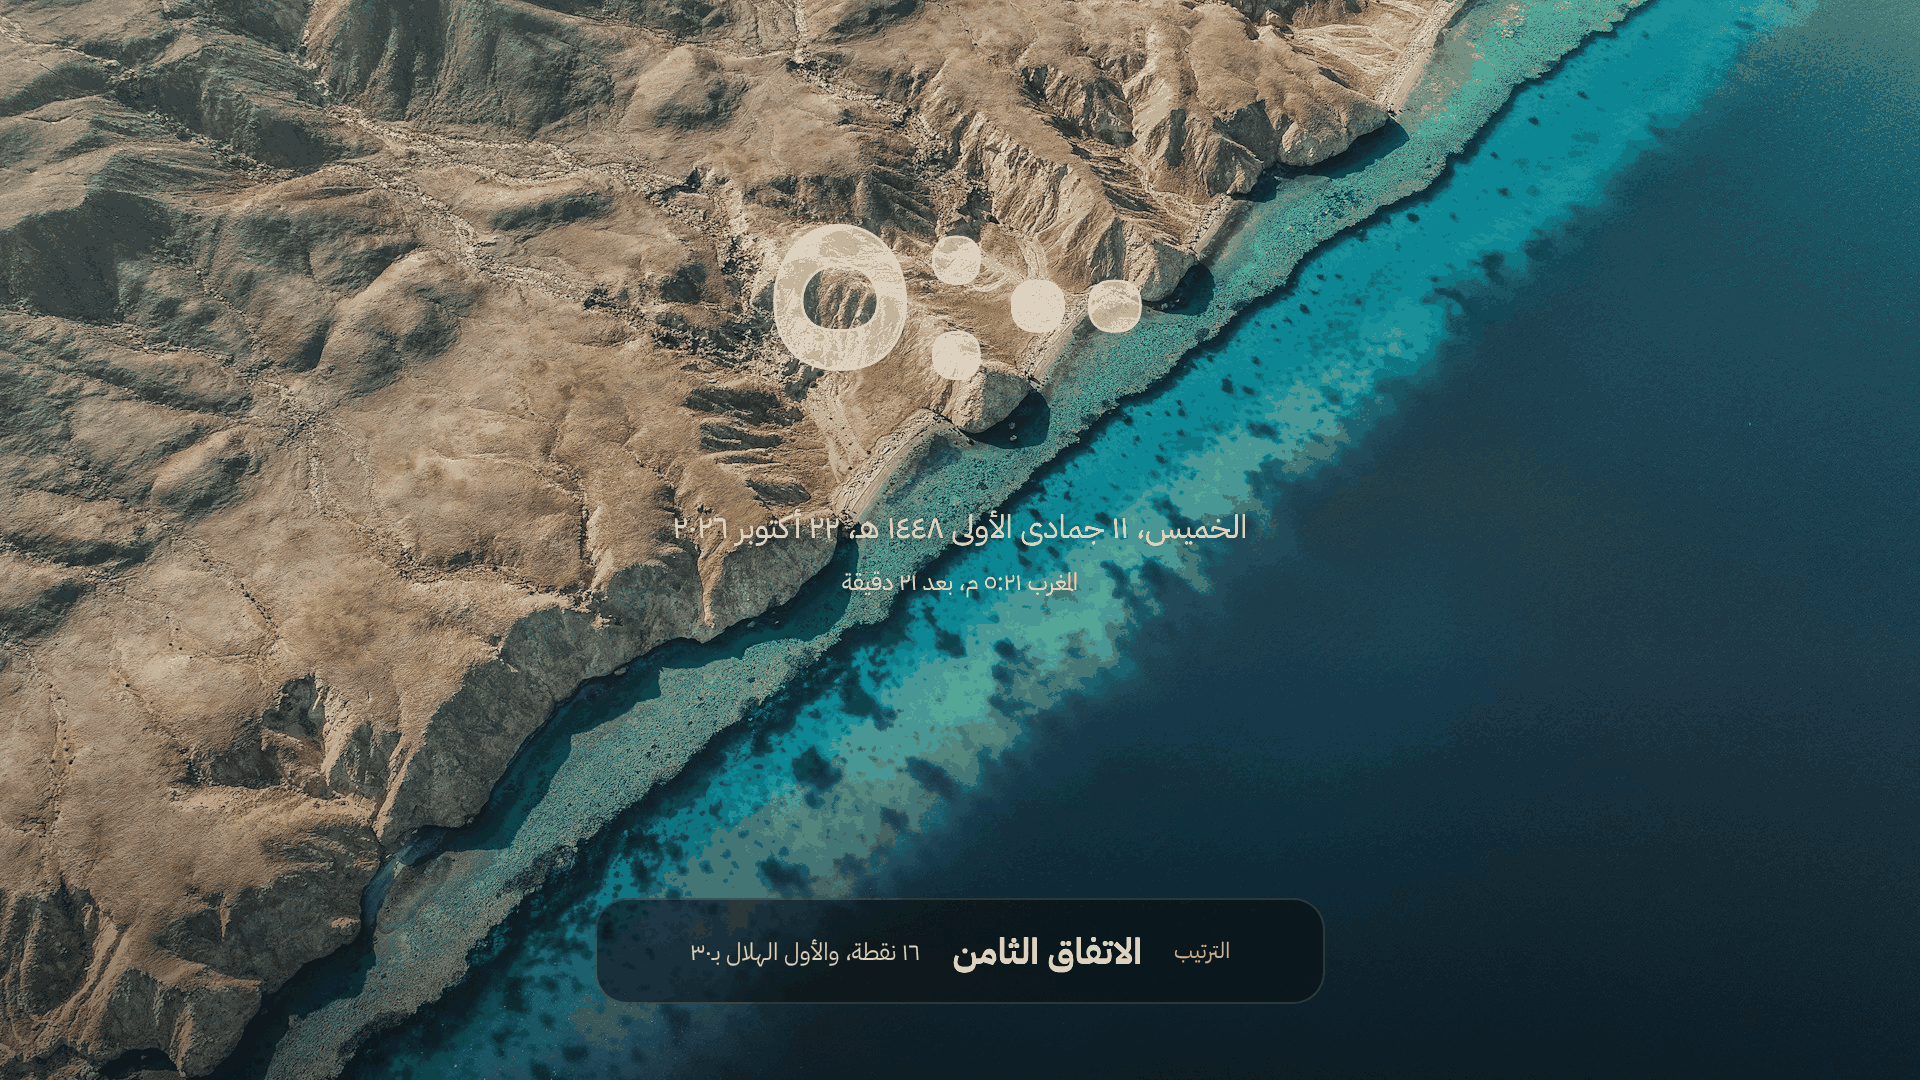 ٥:٠٠
الخميس، ١١ جمادى الأولى ١٤٤٨ هـ، ٢٢ أكتوبر ٢٠٢٦
المغرب ٥:٢١ م، بعد ٢١ دقيقة
الترتيب الاتفاق الثامن ١٦ نقطة، والأول الهلال بـ٣٠